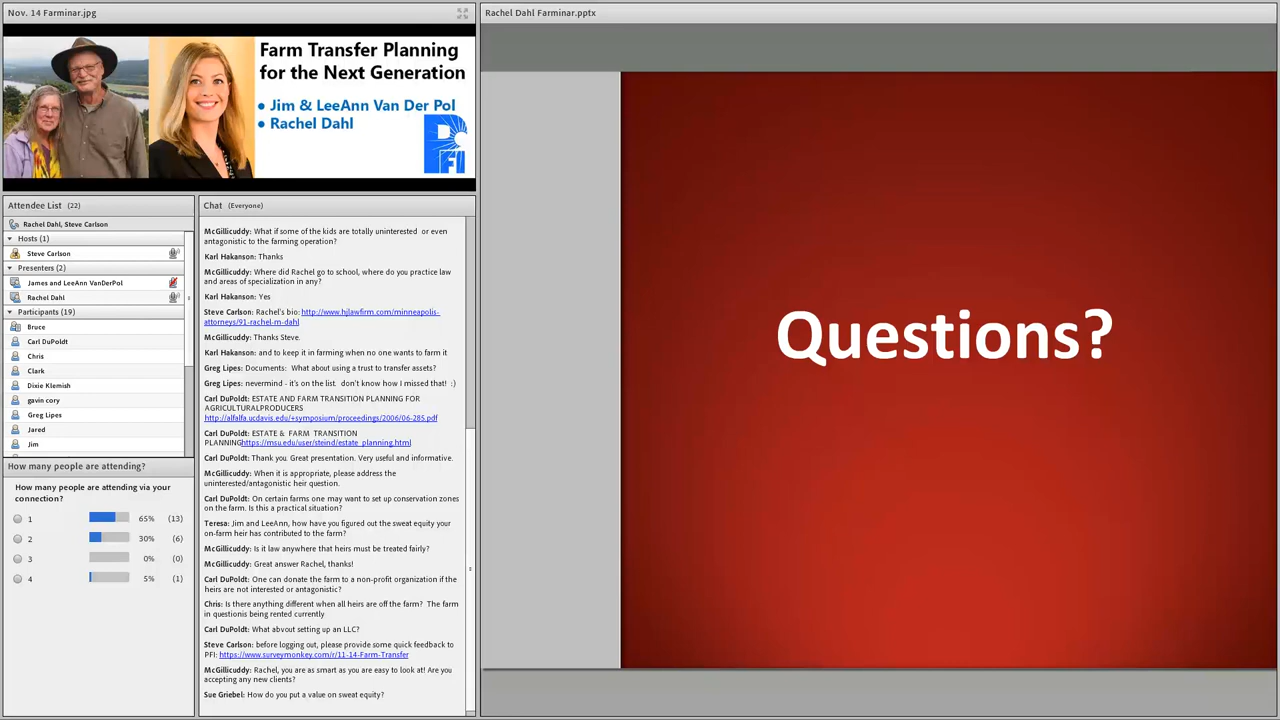 Nov. 14 Farminar.jpg
Farm Transfer Planning
for the Next Generation
● Jim & LeeAnn Van Der Pol
● Rachel Dahl
PFI
Attendee List (22)
Rachel Dahl, Steve Carlson
Hosts (1)
Steve Carlson
Presenters (2)
James and LeeAnn VanDerPol
Rachel Dahl
Participants (19)
Bruce
Carl DuPoldt
Chris
Clark
Dixie Klemish
gavin cory
Greg Lipes
Jared
Jim
How many people are attending?
How many people are attending via your
connection?
1 65% (13)
2 30% (6)
3 0% (0)
4 5% (1)
Chat (Everyone)
McGillicuddy: What if some of the kids are totally uninterested or even
antagonistic to the farming operation?
Karl Hakanson: Thanks
McGillicuddy: Where did Rachel go to school, where do you practice law
and areas of specialization in any?
Karl Hakanson: Yes
Steve Carlson: Rachel's bio: http://www.hjlawfirm.com/minneapolis-
attorneys/91-rachel-m-dahl
McGillicuddy: Thanks Steve.
Karl Hakanson: and to keep it in farming when no one wants to farm it
Greg Lipes: Documents: What about using a trust to transfer assets?
Greg Lipes: nevermind - it's on the list. don't know how I missed that! :)
Carl DuPoldt: ESTATE AND FARM TRANSITION PLANNING FOR
AGRICULTURALPRODUCERS
http://alfalfa.ucdavis.edu/+symposium/proceedings/2006/06-285.pdf
Carl DuPoldt: ESTATE & FARM TRANSITION
PLANNINGhttps://msu.edu/user/steind/estate_planning.html
Carl DuPoldt: Thank you. Great presentation. Very useful and informative.
McGillicuddy: When it is appropriate, please address the
uninterested/antagonistic heir question.
Carl DuPoldt: On certain farms one may want to set up conservation zones
on the farm. Is this a practical situation?
Teresa: Jim and LeeAnn, how have you figured out the sweat equity your
on-farm heir has contributed to the farm?
McGillicuddy: Is it law anywhere that heirs must be treated fairly?
McGillicuddy: Great answer Rachel, thanks!
Carl DuPoldt: One can donate the farm to a non-profit organization if the
heirs are not interested or antagonistic?
Chris: Is there anything different when all heirs are off the farm? The farm
in questionis being rented currently
Carl DuPoldt: What abvout setting up an LLC?
Steve Carlson: before logging out, please provide some quick feedback to
PFI: https://www.surveymonkey.com/r/11-14-Farm-Transfer
McGillicuddy: Rachel, you are as smart as you are easy to look at! Are you
accepting any new clients?
Sue Griebel: How do you put a value on sweat equity?
Rachel Dahl Farminar.pptx
Questions?